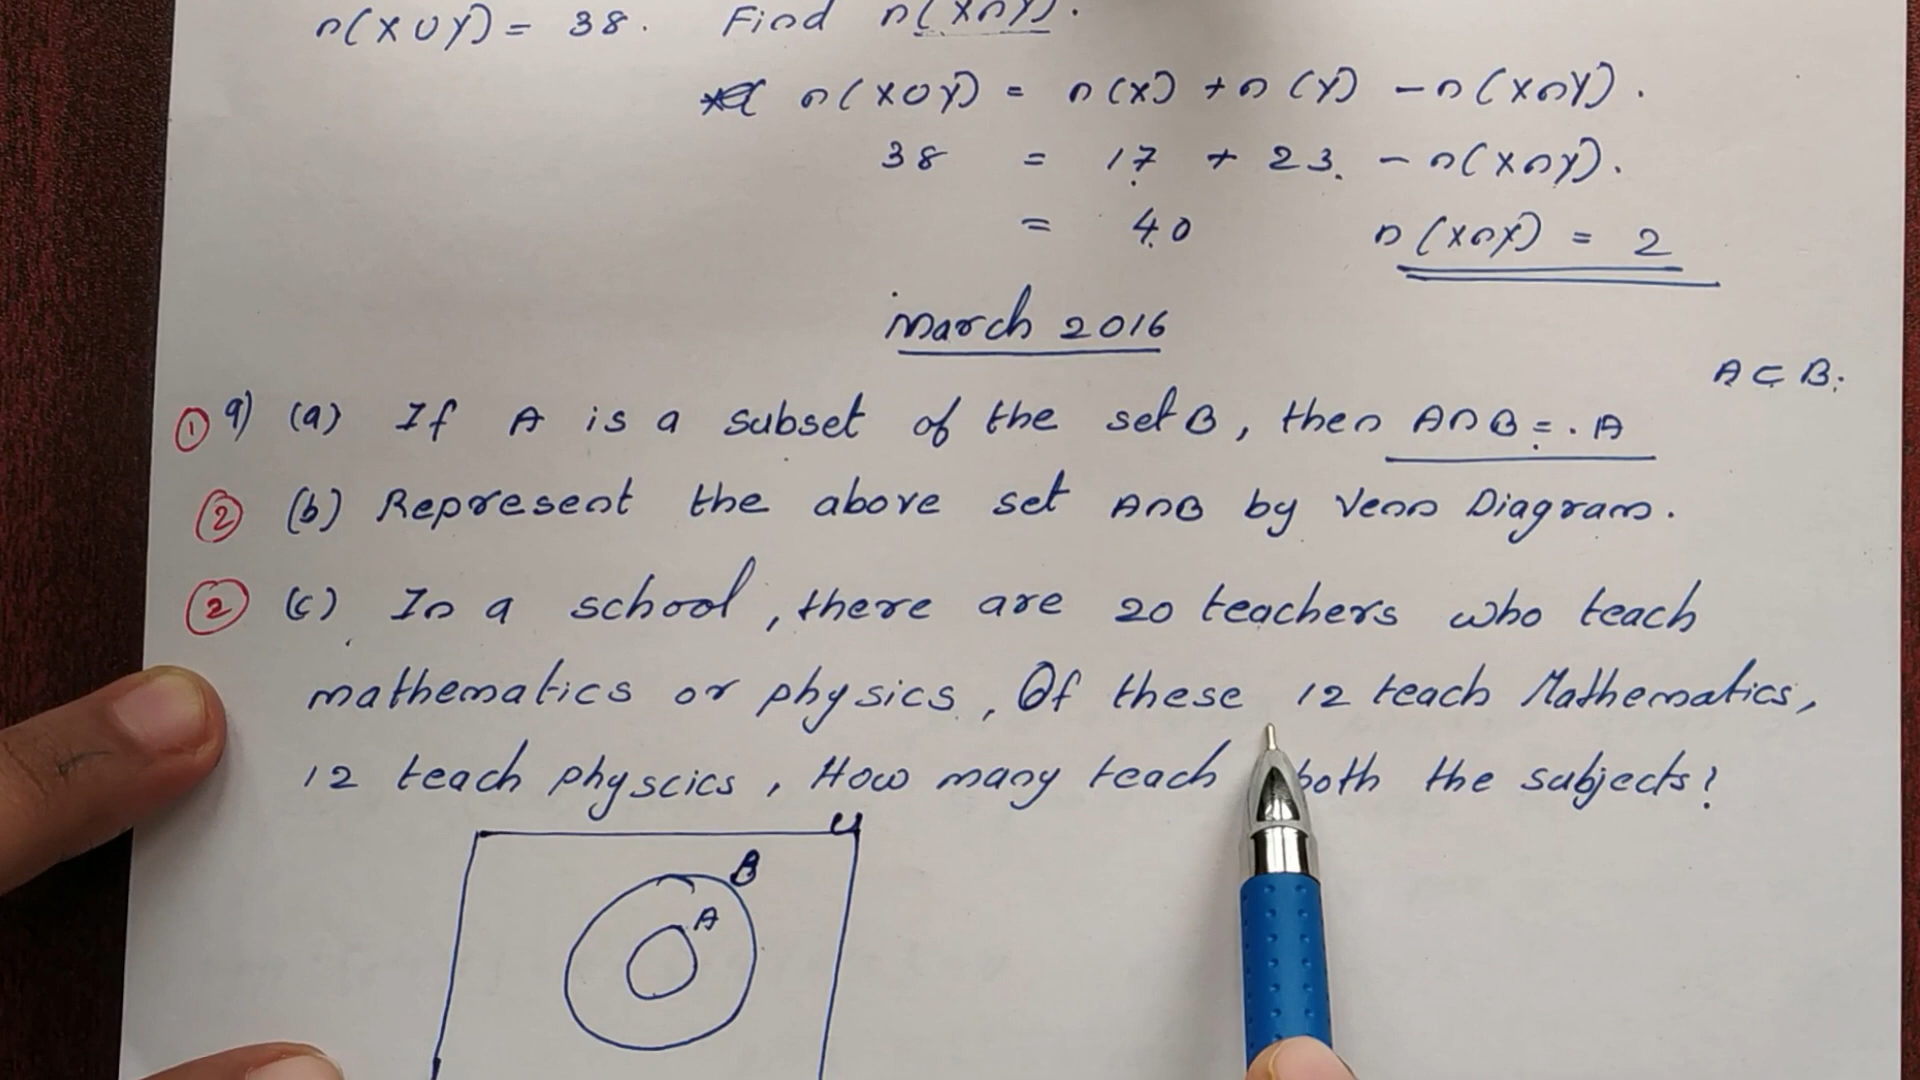 n(X∪Y) = 38. Find n(X∩Y).
n(X∪Y) = n(X) + n(Y) - n(X∩Y).
38 = 17 + 23. - n(X∩Y).
= 40 n(X∩Y) = 2
March 2016
A⊂B.
① 9) (a) If A is a subset of the set B, then A∩B = . A
② (b) Represent the above set A∩B by Venn Diagram.
② (c) In a school, there are 20 teachers who teach
mathematics or physics, Of these 12 teach Mathematics,
12 teach physcics, How many teach both the subjects?
U
B
A